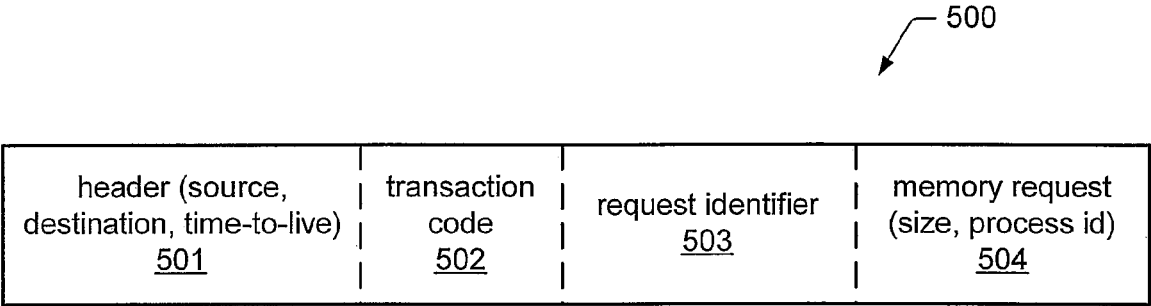 500
header (source,
destination, time-to-live)
501
transaction
code
502
request identifier
503
memory request
(size, process id)
504